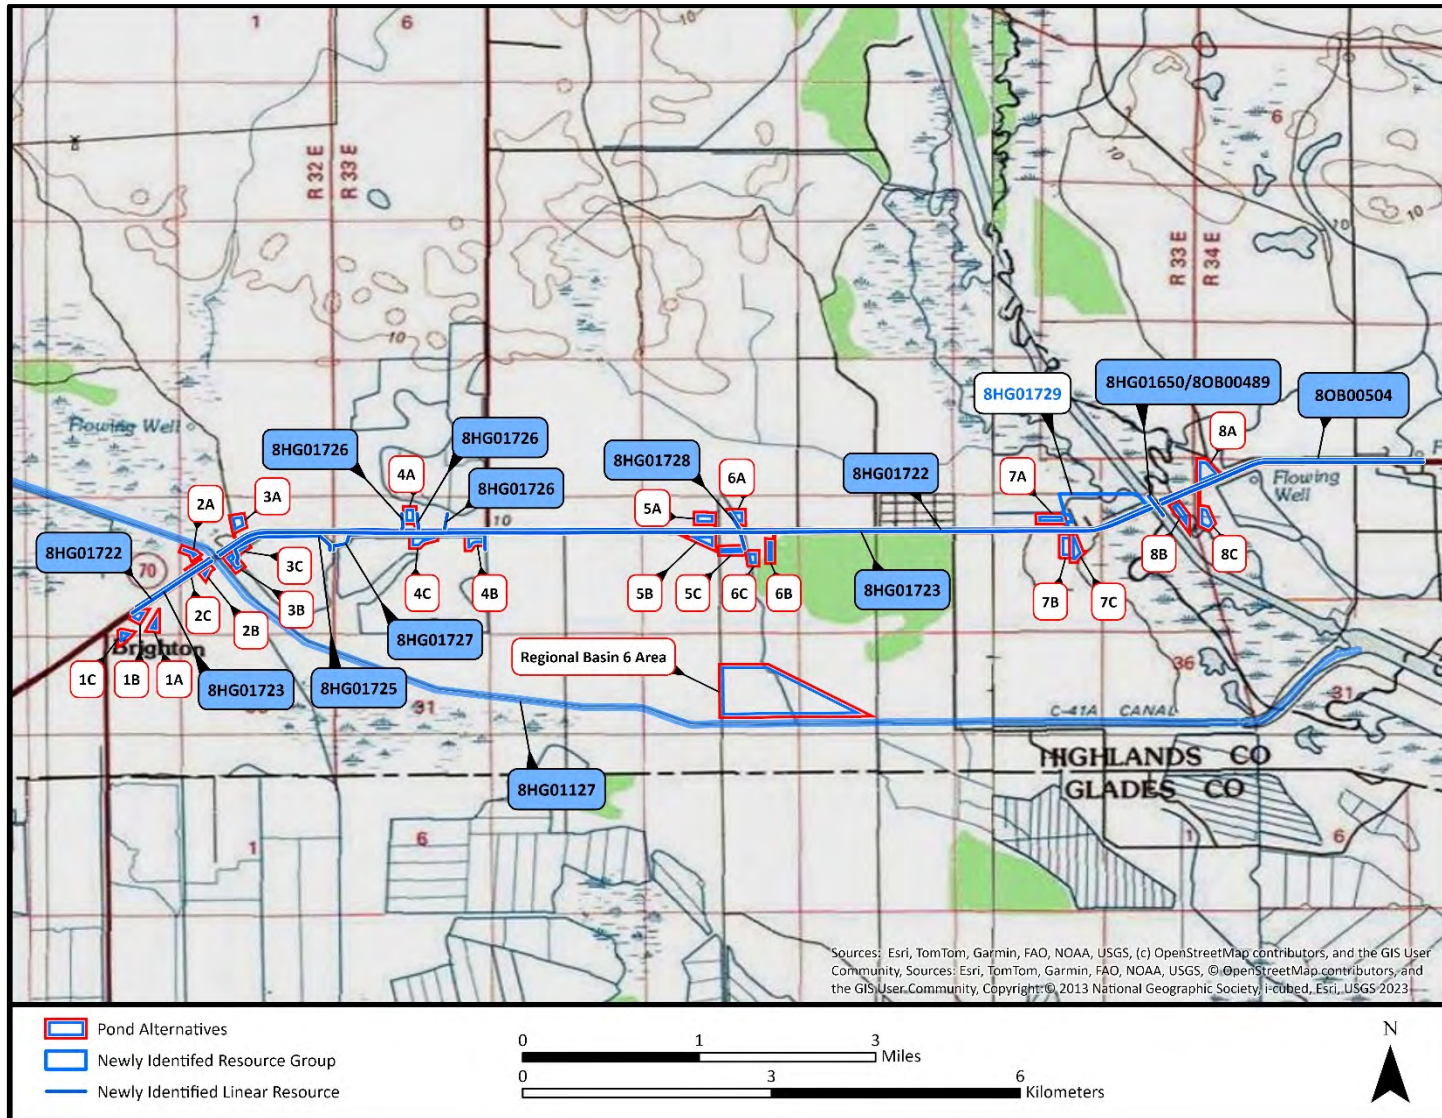 1
6
10
6
10
10
R 32 E
R 33 E
R 33 E
R 34 E
10
8HG01729
8HG01650/8OB00489
8OB00504
Flowing Well
8HG01726
8HG01726
8HG01726
4A
8HG01728
6A
8HG01722
7A
8A
Flowing
Well
2A
3A
5A
10
8HG01722
70
3C
2C
2B
3B
4C
4B
5B
5C
6C
6B
8HG01723
7B
7C
8B
8C
8HG01727
Brighton
1C
1B
1A
8HG01723
8HG01725
Regional Basin 6 Area
36
31
31
C-41A CANAL
8HG01127
HIGHLANDS CO
GLADES CO
1
6
1
6
Sources: Esri, TomTom, Garmin, FAO, NOAA, USGS, (c) OpenStreetMap contributors, and the GIS User
Community, Sources: Esri, TomTom, Garmin, FAO, NOAA, USGS, © OpenStreetMap contributors, and
the GIS User Community, Copyright:© 2013 National Geographic Society, i-cubed, Esri, USGS 2023
Pond Alternatives
Newly Identifed Resource Group
Newly Identified Linear Resource
0 1 3
Miles
0 3 6
Kilometers
N